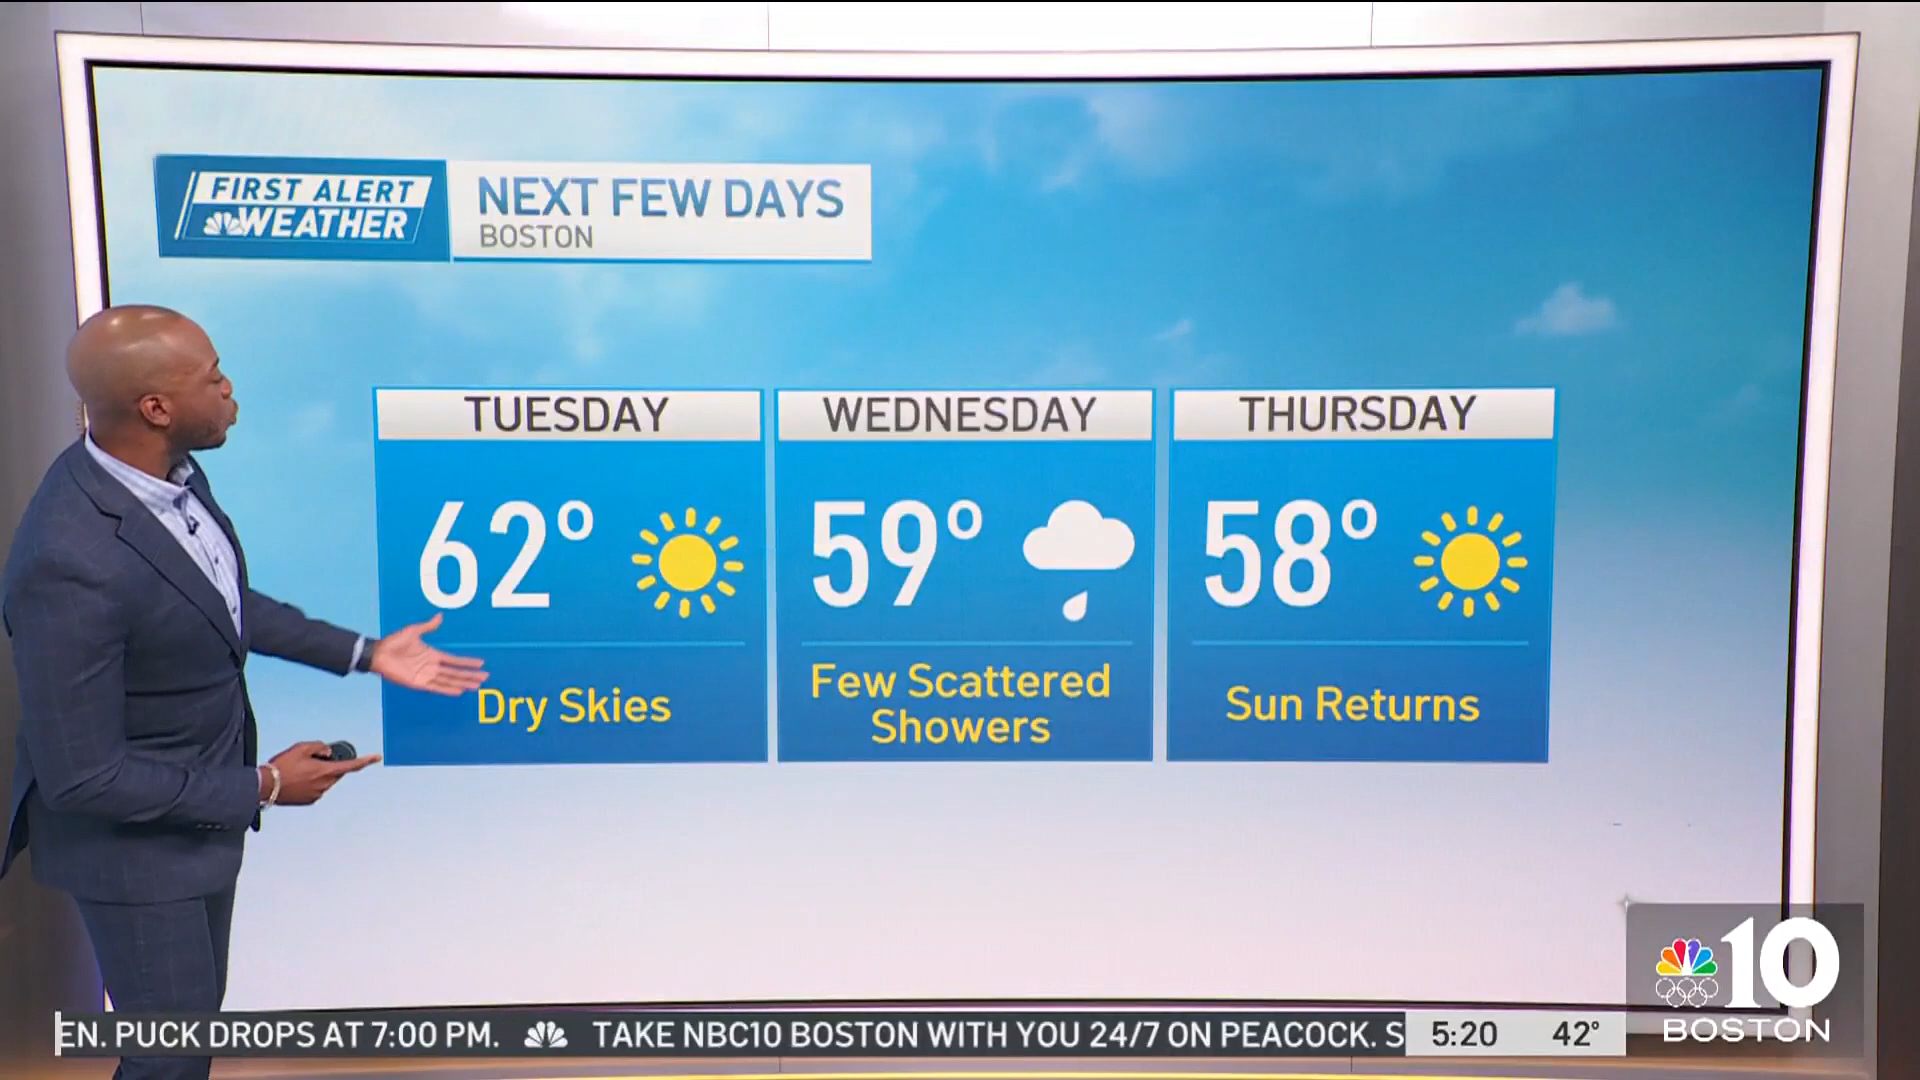 FIRST ALERT
WEATHER
NEXT FEW DAYS
BOSTON
TUESDAY
62°
Dry Skies
WEDNESDAY
59°
Few Scattered
Showers
THURSDAY
58°
Sun Returns
EN. PUCK DROPS AT 7:00 PM. TAKE NBC10 BOSTON WITH YOU 24/7 ON PEACOCK. S
5:20 42°
10
BOSTON